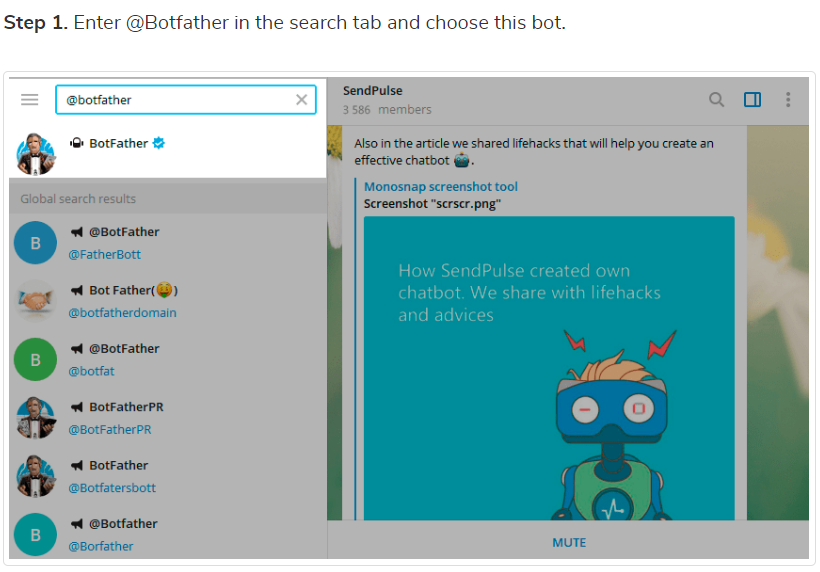 Step 1. Enter @Botfather in the search tab and choose this bot.
@botfather
BotFather
Global search results
B
@BotFather
@FatherBott
Bot Father(🤑)
@botfatherdomain
B
@BotFather
@botfat
BotFatherPR
@BotFatherPR
BotFather
@Botfatersbott
B
@Botfather
@Borfather
SendPulse
3 586 members
Also in the article we shared lifehacks that will help you create an
effective chatbot 🤖.
Monosnap screenshot tool
Screenshot "scrscr.png"
How SendPulse created own
chatbot. We share with lifehacks
and advices
MUTE